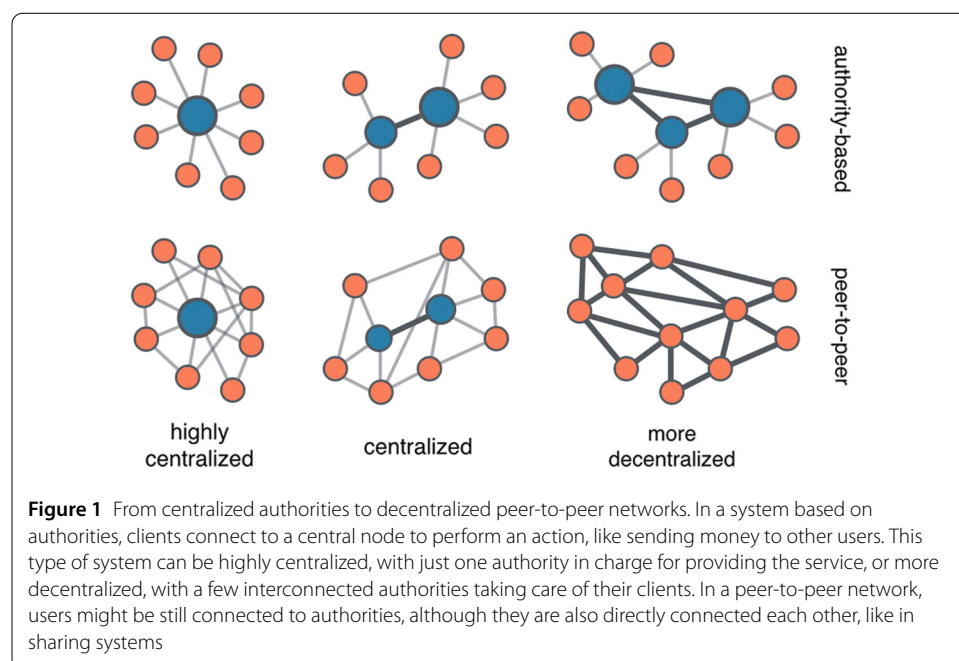 authority-based
peer-to-peer
highly
centralized
centralized
more
decentralized
Figure 1 From centralized authorities to decentralized peer-to-peer networks. In a system based on
authorities, clients connect to a central node to perform an action, like sending money to other users. This
type of system can be highly centralized, with just one authority in charge for providing the service, or more
decentralized, with a few interconnected authorities taking care of their clients. In a peer-to-peer network,
users might be still connected to authorities, although they are also directly connected each other, like in
sharing systems